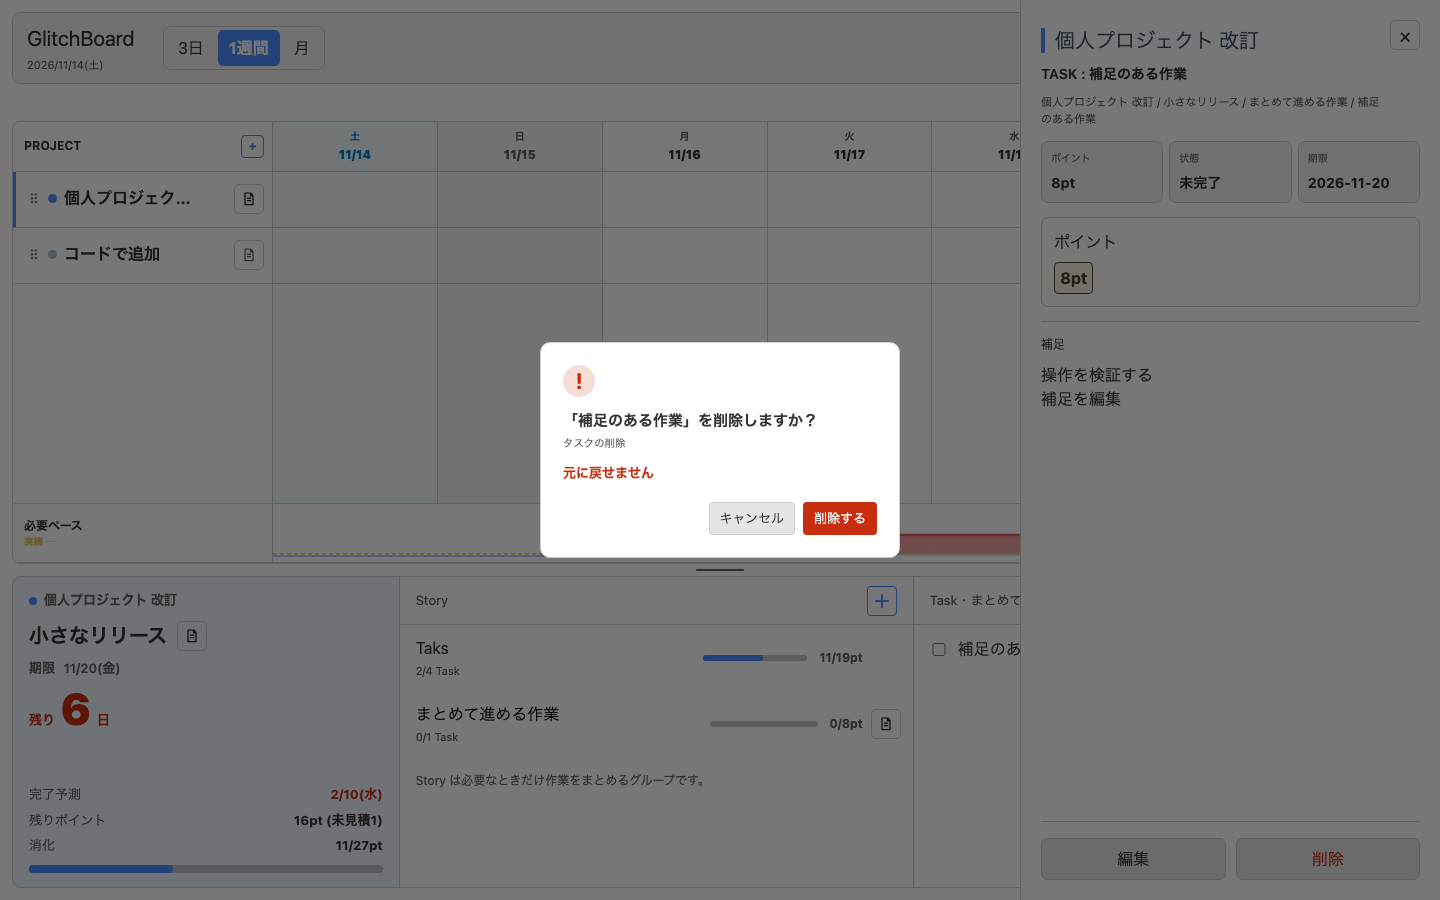 GlitchBoard
2026/11/14(土)
3日
1週間
月
PROJECT
+
土
11/14
日
11/15
月
11/16
火
11/17
水
個人プロジェク...
コードで追加
必要ペース
実績 —
個人プロジェクト 改訂
小さなリリース
期限 11/20(金)
残り 6 日
完了予測 2/10(水)
残りポイント 16pt (未見積1)
消化 11/27pt
Story
+
Taks
2/4 Task
11/19pt
まとめて進める作業
0/1 Task
0/8pt
Story は必要なときだけ作業をまとめるグループです。
Task・まとめて
補足のあ
!
「補足のある作業」を削除しますか？
タスクの削除
元に戻せません
キャンセル
削除する
個人プロジェクト 改訂
×
TASK : 補足のある作業
個人プロジェクト 改訂 / 小さなリリース / まとめて進める作業 / 補足
のある作業
ポイント
8pt
状態
未完了
期限
2026-11-20
ポイント
8pt
補足
操作を検証する
補足を編集
編集
削除